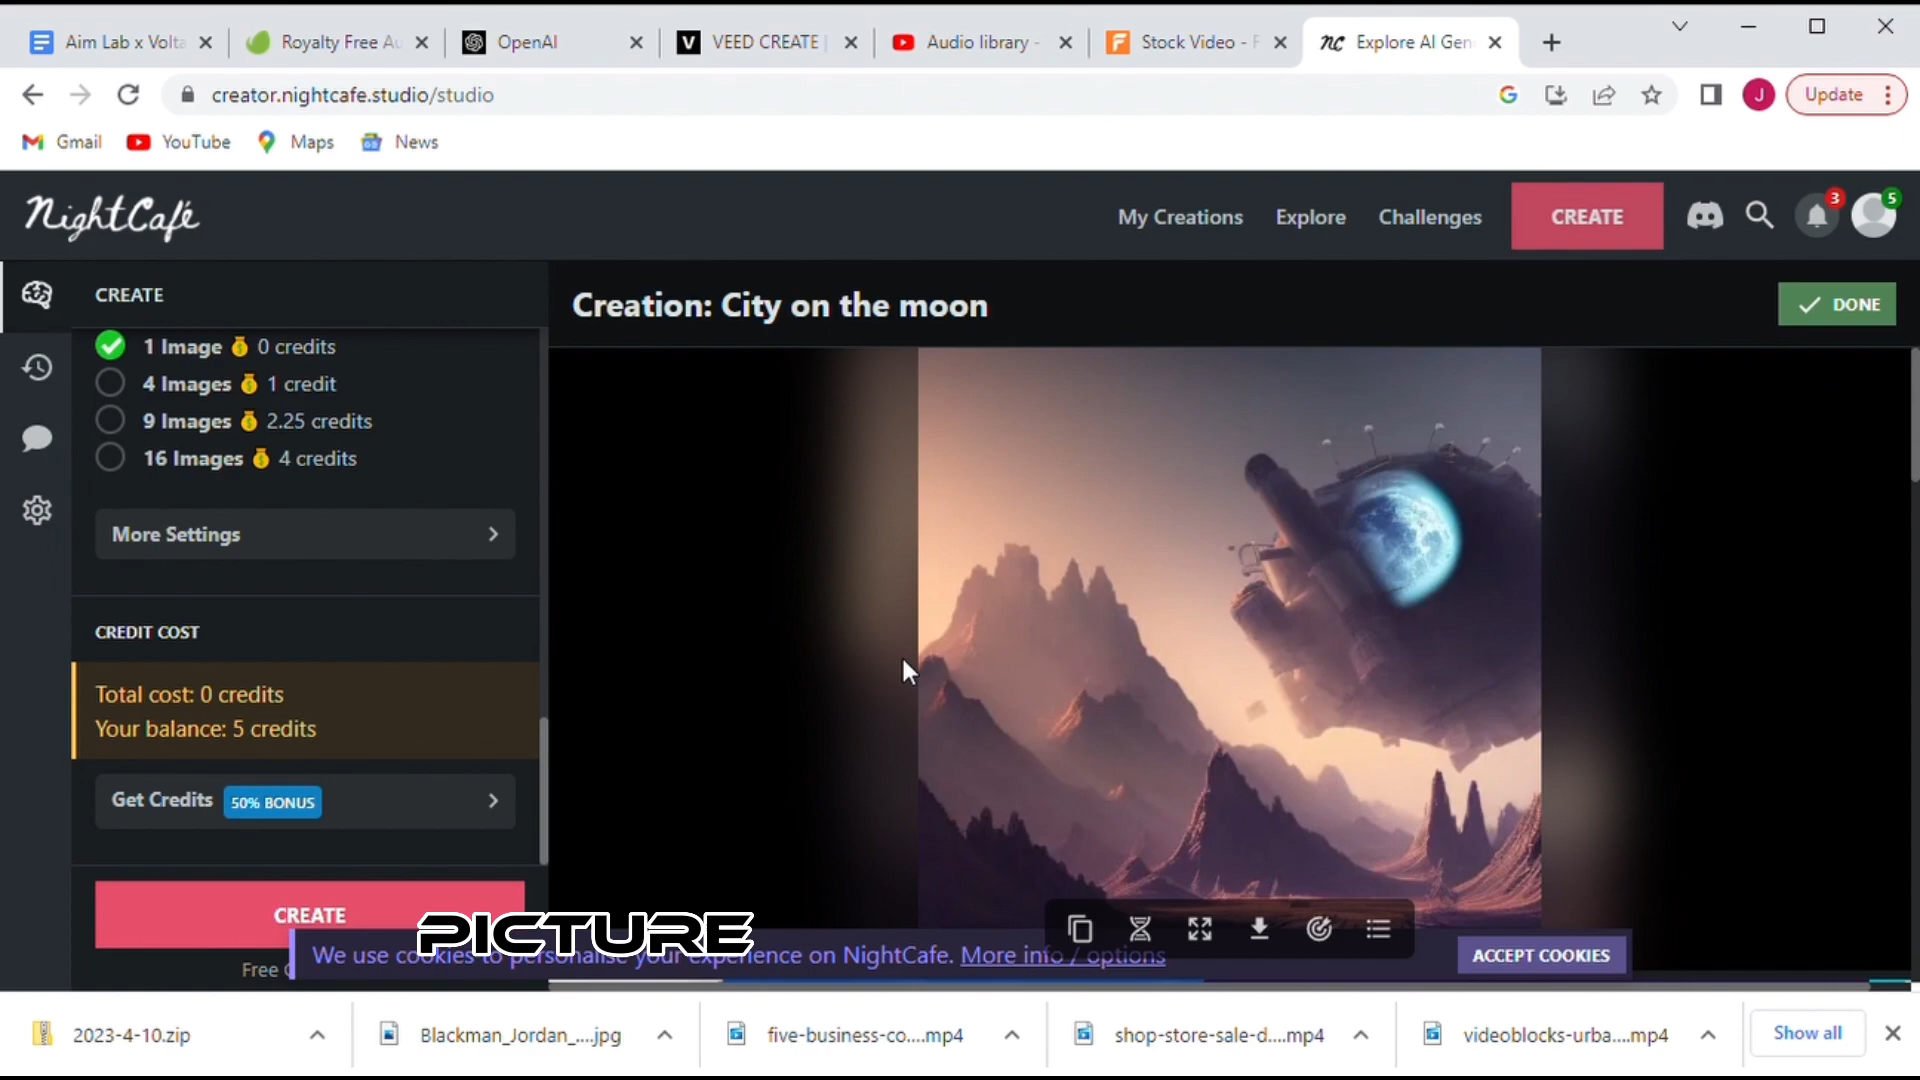 Aim Lab x Volta
Royalty Free Au
OpenAI
VEED CREATE |
Audio library -
Stock Video - F
Explore AI Gen
creator.nightcafe.studio/studio
J
Update
Gmail
YouTube
Maps
News
NightCafé
My Creations
Explore
Challenges
CREATE
3
5
CREATE
Creation: City on the moon
DONE
1 Image 0 credits
4 Images 1 credit
9 Images 2.25 credits
16 Images 4 credits
More Settings
CREDIT COST
Total cost: 0 credits
Your balance: 5 credits
Get Credits 50% BONUS
CREATE
PICTURE
We use cookies to personalise your experience on NightCafe. More info / options
ACCEPT COOKIES
Free
2023-4-10.zip
Blackman_Jordan_....jpg
five-business-co....mp4
shop-store-sale-d....mp4
videoblocks-urba....mp4
Show all